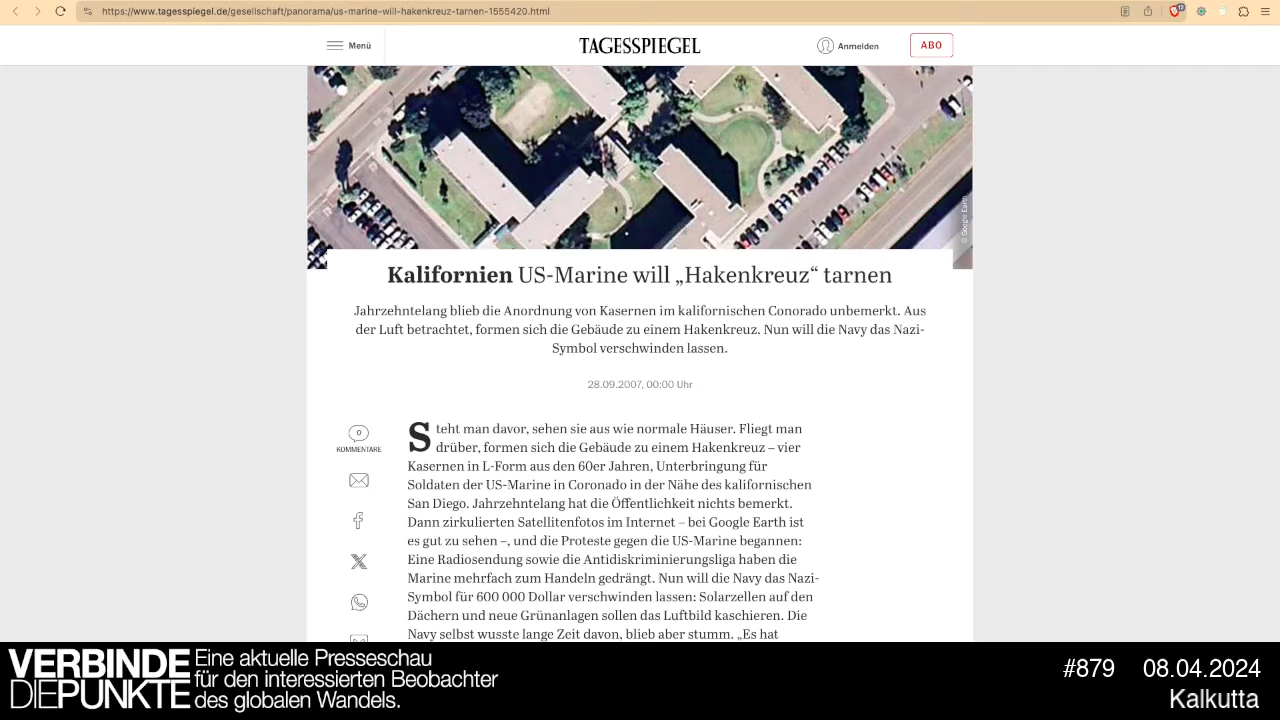 https://www.tagesspiegel.de/gesellschaft/panorama/us-marine-will-hakenkreuz-tarnen-1555420.html
13
Menü
TAGESSPIEGEL
Anmelden
ABO
© Google Earth
Kalifornien US-Marine will „Hakenkreuz“ tarnen
Jahrzehntelang blieb die Anordnung von Kasernen im kalifornischen Conorado unbemerkt. Aus
der Luft betrachtet, formen sich die Gebäude zu einem Hakenkreuz. Nun will die Navy das Nazi-
Symbol verschwinden lassen.
28.09.2007, 00:00 Uhr
0
KOMMENTARE
Steht man davor, sehen sie aus wie normale Häuser. Fliegt man
drüber, formen sich die Gebäude zu einem Hakenkreuz – vier
Kasernen in L-Form aus den 60er Jahren, Unterbringung für
Soldaten der US-Marine in Coronado in der Nähe des kalifornischen
San Diego. Jahrzehntelang hat die Öffentlichkeit nichts bemerkt.
Dann zirkulierten Satellitenfotos im Internet – bei Google Earth ist
es gut zu sehen –, und die Proteste gegen die US-Marine begannen:
Eine Radiosendung sowie die Antidiskriminierungsliga haben die
Marine mehrfach zum Handeln gedrängt. Nun will die Navy das Nazi-
Symbol für 600 000 Dollar verschwinden lassen: Solarzellen auf den
Dächern und neue Grünanlagen sollen das Luftbild kaschieren. Die
Navy selbst wusste lange Zeit davon, blieb aber stumm. „Es hat
VERBINDE
DIEPUNKTE
Eine aktuelle Presseschau
für den interessierten Beobachter
des globalen Wandels.
#879 08.04.2024
Kalkutta